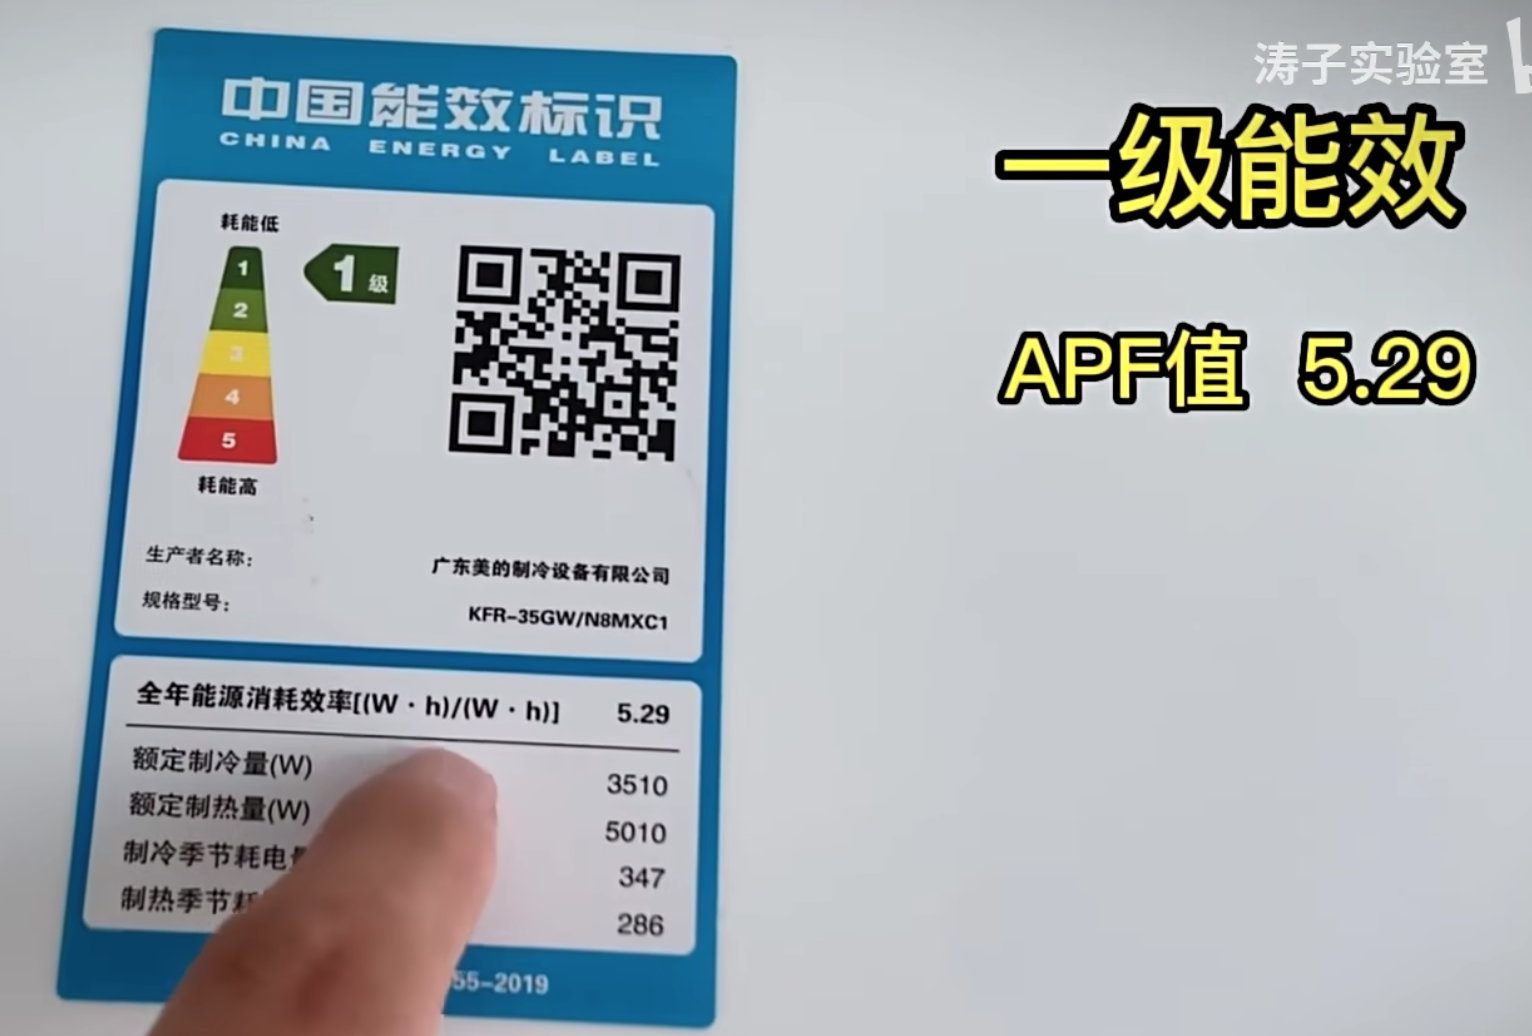 涛子实验室
一级能效
APF值 5.29
中国能效标识
CHINA ENERGY LABEL
耗能低
1
1级
2
3
4
5
耗能高
生产者名称： 广东美的制冷设备有限公司
规格型号： KFR-35GW/N8MXC1
全年能源消耗效率[(W·h)/(W·h)] 5.29
额定制冷量(W) 3510
额定制热量(W) 5010
制冷季节耗电 347
制热季节耗 286
55-2019